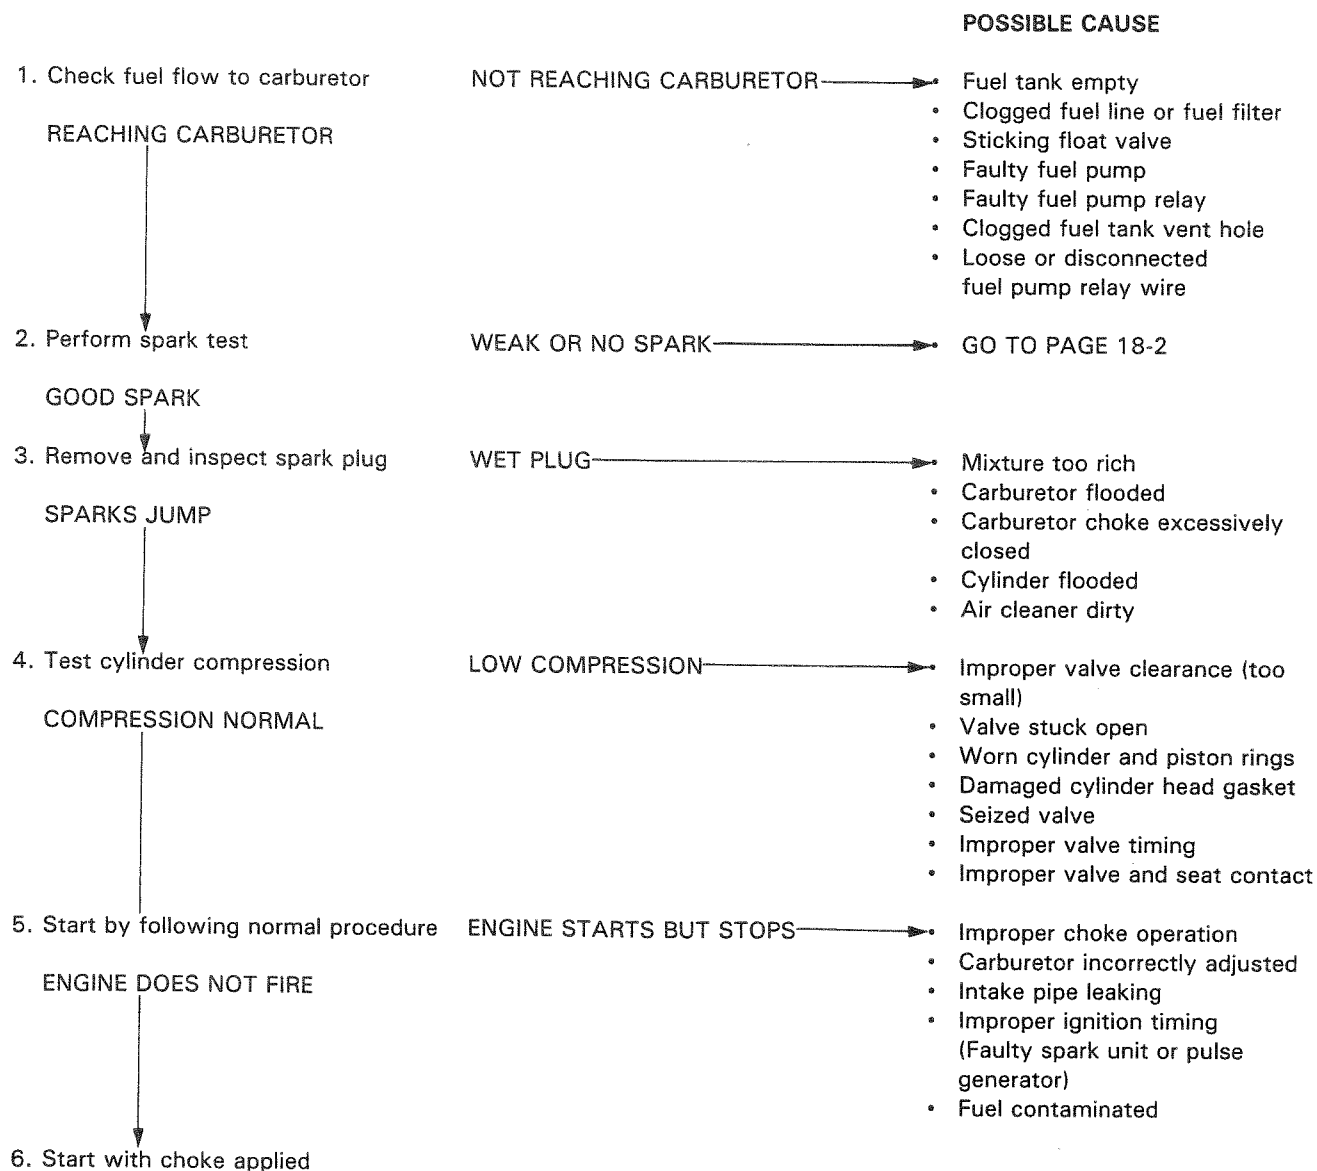 POSSIBLE CAUSE
1. Check fuel flow to carburetor
NOT REACHING CARBURETOR
• Fuel tank empty
• Clogged fuel line or fuel filter
• Sticking float valve
• Faulty fuel pump
• Faulty fuel pump relay
• Clogged fuel tank vent hole
• Loose or disconnected
fuel pump relay wire
REACHING CARBURETOR
2. Perform spark test
WEAK OR NO SPARK
• GO TO PAGE 18-2
GOOD SPARK
3. Remove and inspect spark plug
WET PLUG
• Mixture too rich
• Carburetor flooded
• Carburetor choke excessively
closed
• Cylinder flooded
• Air cleaner dirty
SPARKS JUMP
4. Test cylinder compression
LOW COMPRESSION
• Improper valve clearance (too
small)
• Valve stuck open
• Worn cylinder and piston rings
• Damaged cylinder head gasket
• Seized valve
• Improper valve timing
• Improper valve and seat contact
COMPRESSION NORMAL
5. Start by following normal procedure
ENGINE STARTS BUT STOPS
• Improper choke operation
• Carburetor incorrectly adjusted
• Intake pipe leaking
• Improper ignition timing
(Faulty spark unit or pulse
generator)
• Fuel contaminated
ENGINE DOES NOT FIRE
6. Start with choke applied